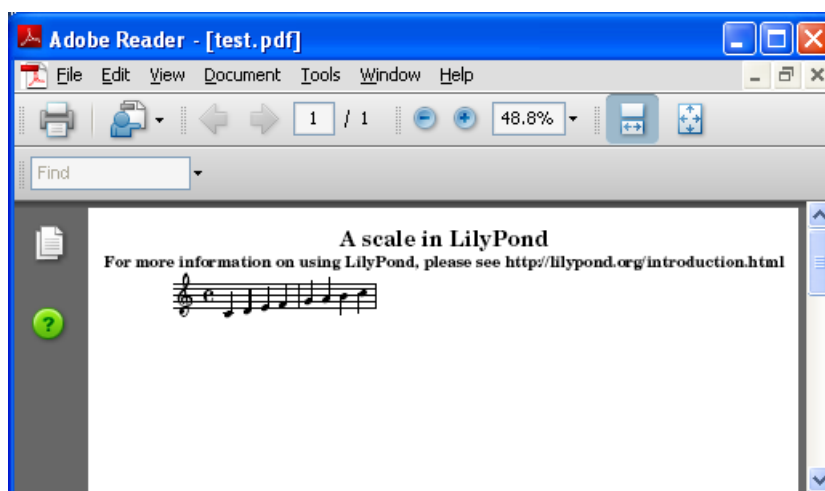 Adobe Reader - [test.pdf]
File Edit View Document Tools Window Help
1 / 1 48.8%
Find
A scale in LilyPond
For more information on using LilyPond, please see http://lilypond.org/introduction.html